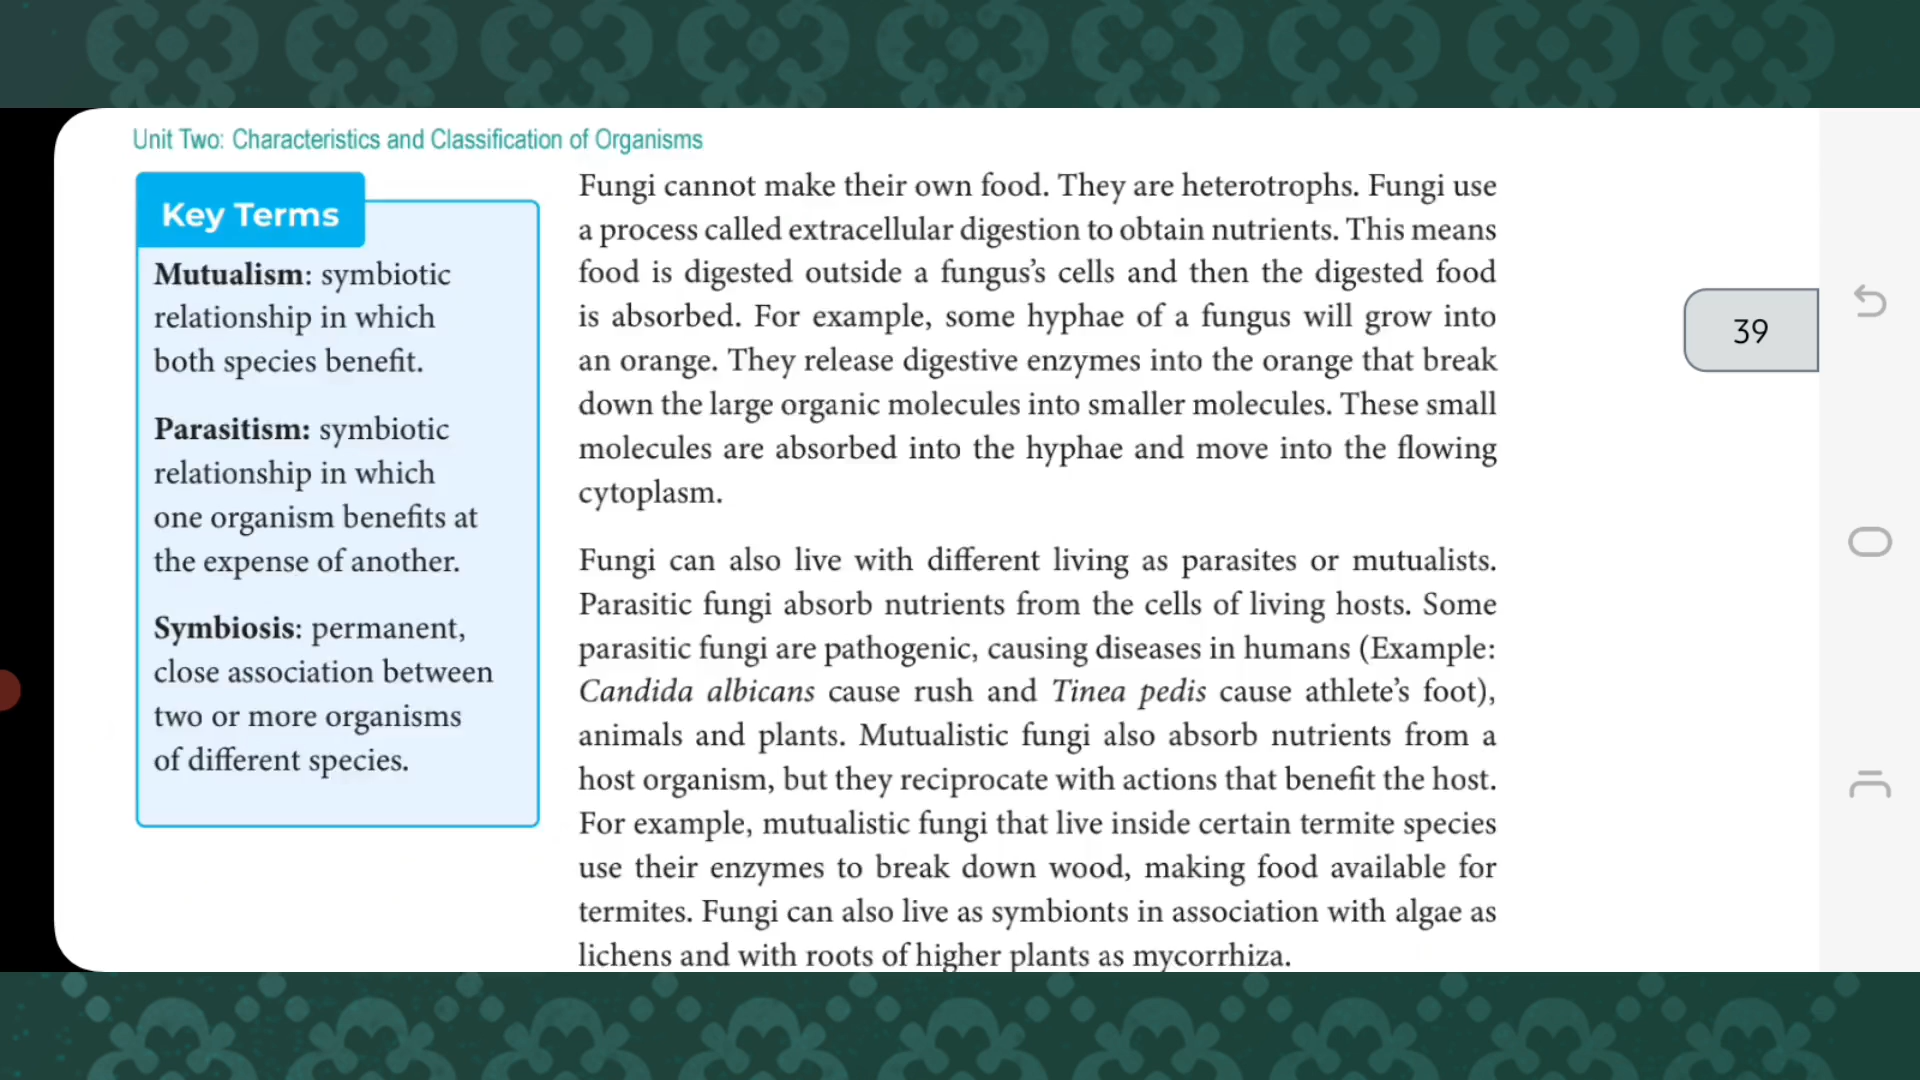 Unit Two: Characteristics and Classification of Organisms
Key Terms
Mutualism: symbiotic
relationship in which
both species benefit.
Parasitism: symbiotic
relationship in which
one organism benefits at
the expense of another.
Symbiosis: permanent,
close association between
two or more organisms
of different species.
Fungi cannot make their own food. They are heterotrophs. Fungi use
a process called extracellular digestion to obtain nutrients. This means
food is digested outside a fungus’s cells and then the digested food
is absorbed. For example, some hyphae of a fungus will grow into
an orange. They release digestive enzymes into the orange that break
down the large organic molecules into smaller molecules. These small
molecules are absorbed into the hyphae and move into the flowing
cytoplasm.
Fungi can also live with different living as parasites or mutualists.
Parasitic fungi absorb nutrients from the cells of living hosts. Some
parasitic fungi are pathogenic, causing diseases in humans (Example:
Candida albicans cause rush and Tinea pedis cause athlete’s foot),
animals and plants. Mutualistic fungi also absorb nutrients from a
host organism, but they reciprocate with actions that benefit the host.
For example, mutualistic fungi that live inside certain termite species
use their enzymes to break down wood, making food available for
termites. Fungi can also live as symbionts in association with algae as
lichens and with roots of higher plants as mycorrhiza.
39